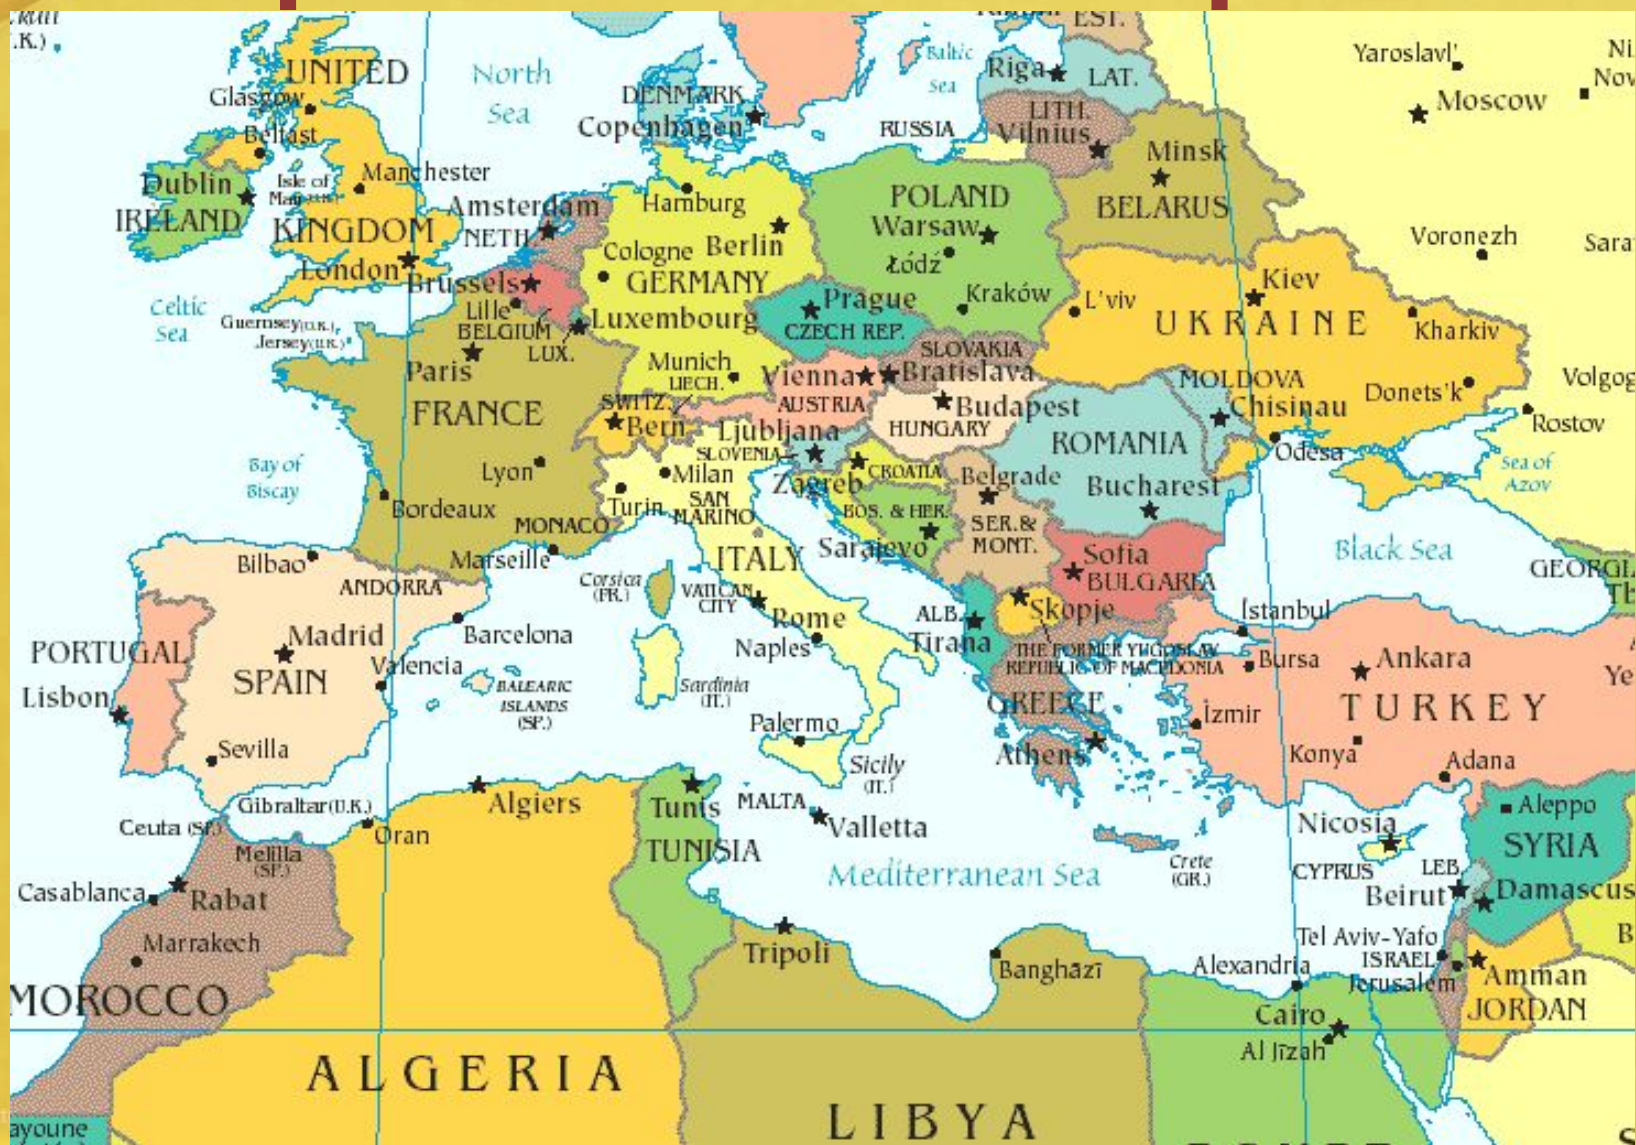 (U.K.)
UNITED
Glasgow
Belfast
Dublin
IRELAND
Isle of
Man (U.K.)
Manchester
KINGDOM
London
North
Sea
Celtic
Sea
Guernsey (U.K.)
Jersey (U.K.)
DENMARK
Copenhagen
Baltic
Sea
EST.
Riga
LAT.
LITH.
Vilnius
RUSSIA
Minsk
BELARUS
Yaroslavl'
Moscow
Voronezh
Amsterdam
NETH.
Brussels
Lille
BELGIUM
LUX.
Luxembourg
Hamburg
Berlin
Cologne
GERMANY
Munich
LIECH.
POLAND
Warsaw
Łódź
Kraków
Prague
CZECH REP.
SLOVAKIA
Bratislava
Vienna
AUSTRIA
Budapest
HUNGARY
L'viv
Kiev
UKRAINE
Kharkiv
Donets'k
Rostov
Odesa
Sea of
Azov
MOLDOVA
Chisinau
ROMANIA
Bucharest
Paris
FRANCE
Lyon
Bordeaux
Marseille
MONACO
Bay of
Biscay
SWITZ.
Bern
Ljubljana
SLOVENIA
Zagreb
CROATIA
BOS. & HER.
Sarajevo
Belgrade
SER.&
MONT.
Sofia
BULGARIA
Black Sea
Milan
Turin
SAN
MARINO
ITALY
VATICAN
CITY
Rome
Naples
Corsica
(FR.)
Sardinia
(IT.)
Palermo
Sicily
(IT.)
ALB.
Tirana
Skopje
THE FORMER YUGOSLAV
REPUBLIC OF MACEDONIA
GREECE
Athens
Crete
(GR.)
Bilbao
ANDORRA
Madrid
SPAIN
Barcelona
Valencia
BALEARIC
ISLANDS
(SP.)
Sevilla
PORTUGAL
Lisbon
Gibraltar (U.K.)
Ceuta (SP.)
Melilla
(SP.)
İstanbul
Bursa
Ankara
TURKEY
İzmir
Konya
Adana
Aleppo
SYRIA
Damascus
Nicosia
CYPRUS
LEB.
Beirut
Tel Aviv-Yafo
ISRAEL
Jerusalem
Amman
JORDAN
MALTA
Valletta
Mediterranean Sea
Algiers
Oran
Tunis
TUNISIA
Casablanca
Rabat
Marrakech
MOROCCO
ALGERIA
Tripoli
Banghāzī
LIBYA
Alexandria
Cairo
Al Jīzah